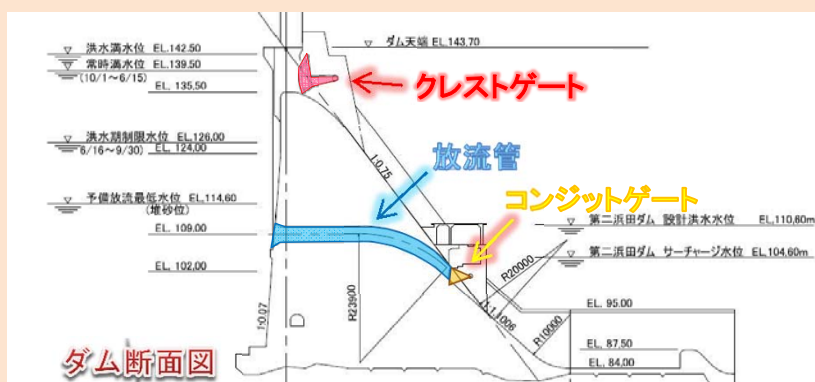 洪水満水位 EL.142.50
常時満水位 EL.139.50
(10/1~6/15)
EL. 135.50
ダム天端 EL.143.70
クレストゲート
洪水期制限水位 EL.126.00
6/16~9/30) EL. 124.00
1:0.75
放流管
予備放流最低水位 EL.114.60
(堆砂位)
コンジットゲート
第二浜田ダム 設計洪水水位 EL.110.60m
EL. 109.00
第二浜田ダム サーチャージ水位 EL.104.60m
EL. 102.00
R20000
EL. 95.00
1:0.07
R23900
1:1.1006
R10000
EL. 87.50
EL. 84.00
ダム断面図